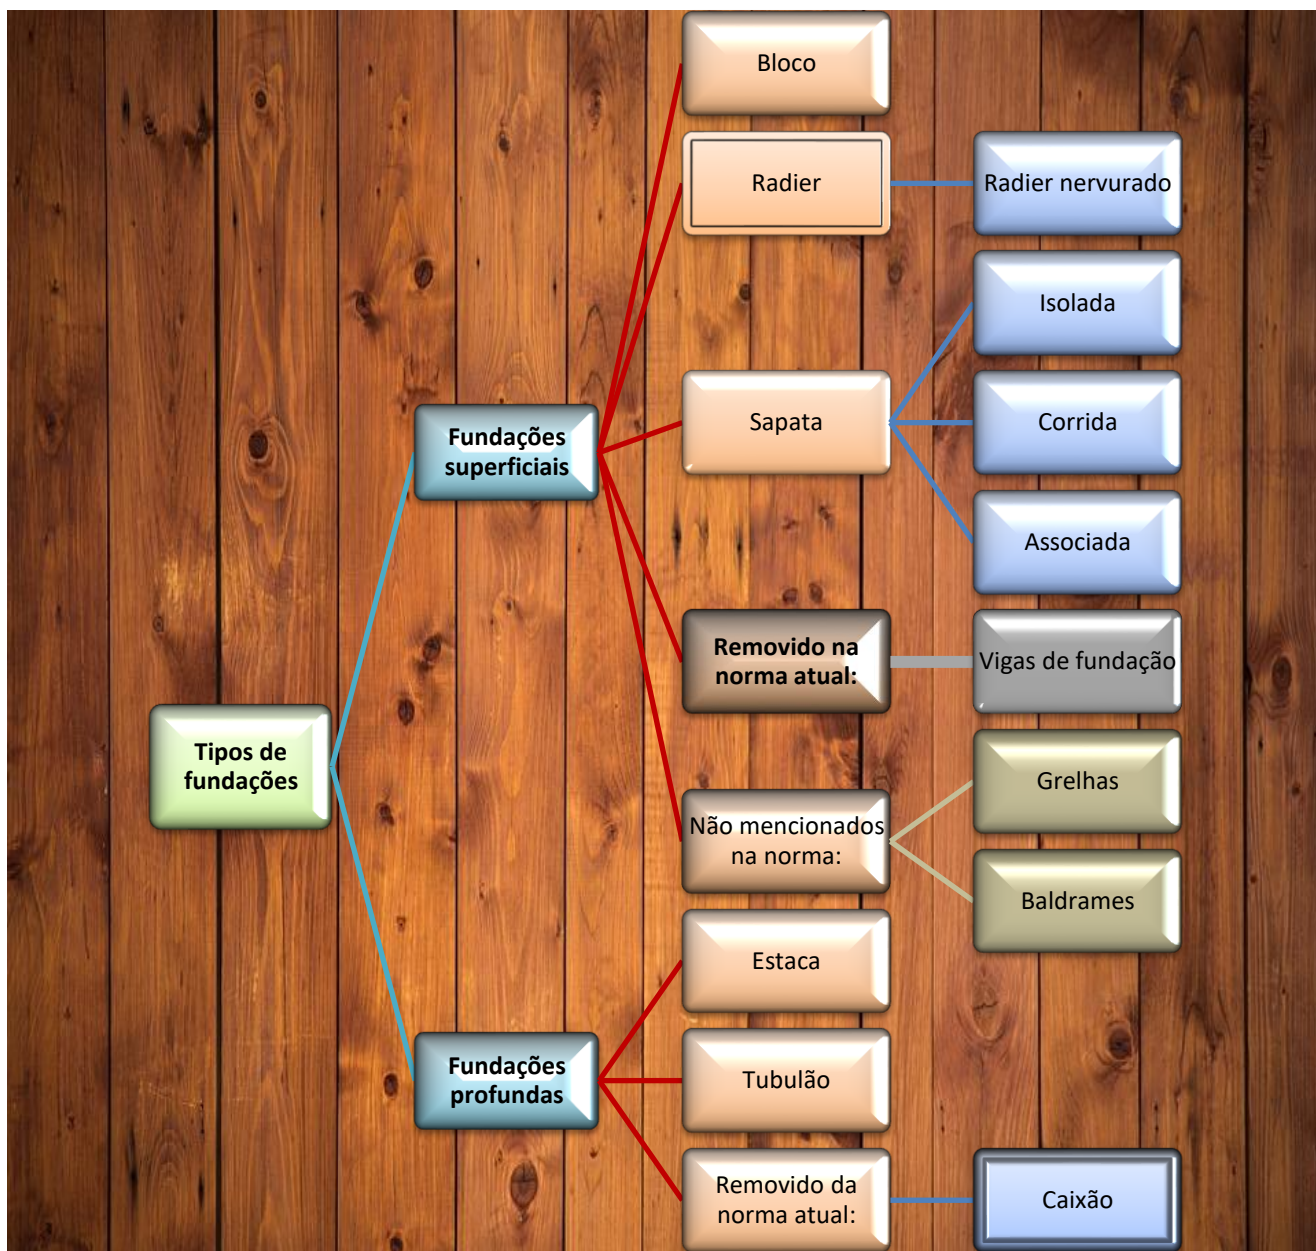 Bloco
Radier
Radier nervurado
Isolada
Fundações
superficiais
Sapata
Corrida
Associada
Removido na
norma atual:
Vigas de fundação
Tipos de
fundações
Grelhas
Não mencionados
na norma:
Baldrames
Estaca
Fundações
profundas
Tubulão
Removido da
norma atual:
Caixão